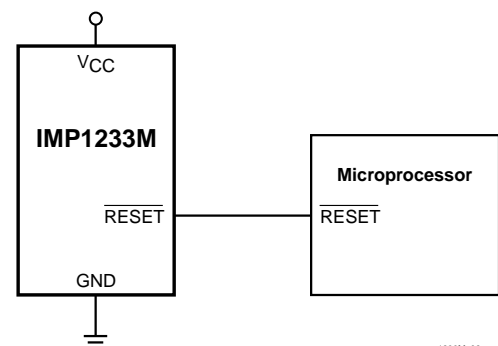 VCC
IMP1233M
Microprocessor
RESET
RESET
GND